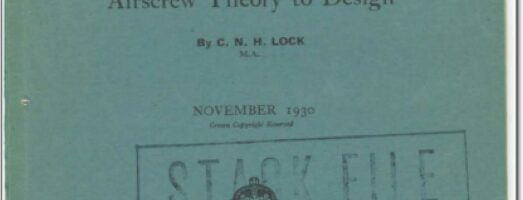 Airscrew Theory to Design
By C. N. H. LOCK
M.A.
NOVEMBER 1930
Crown Copyright Reserved
STACK FILE